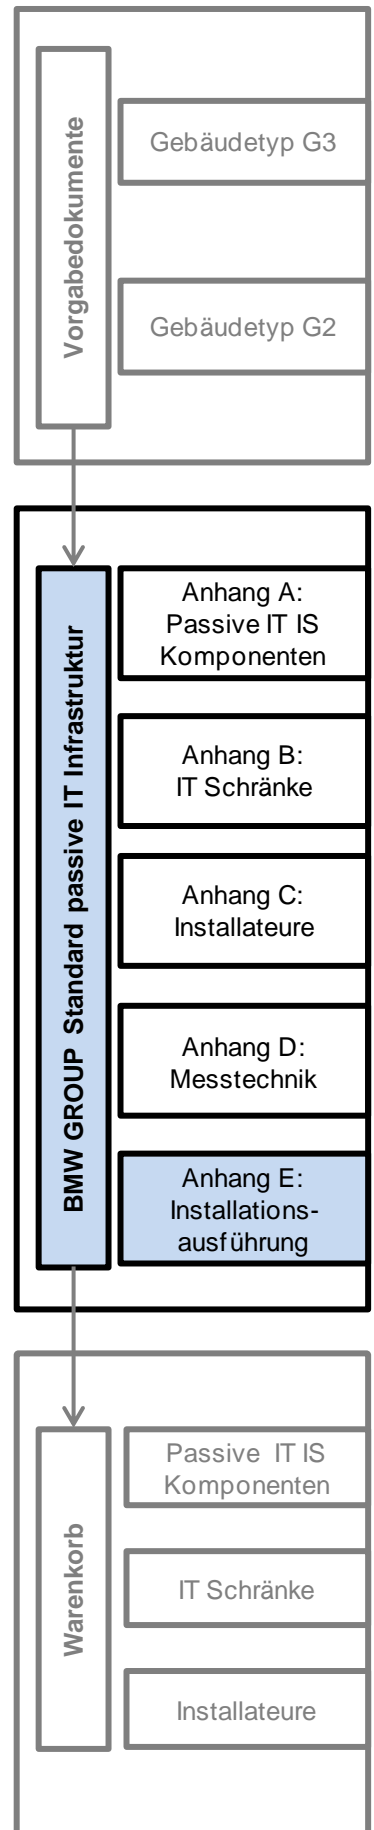 Vorgabedokumente
Gebäudetyp G3
Gebäudetyp G2
BMW GROUP Standard passive IT Infrastruktur
Anhang A:
Passive IT IS
Komponenten
Anhang B:
IT Schränke
Anhang C:
Installateure
Anhang D:
Messtechnik
Anhang E:
Installations-
ausführung
Warenkorb
Passive IT IS
Komponenten
IT Schränke
Installateure